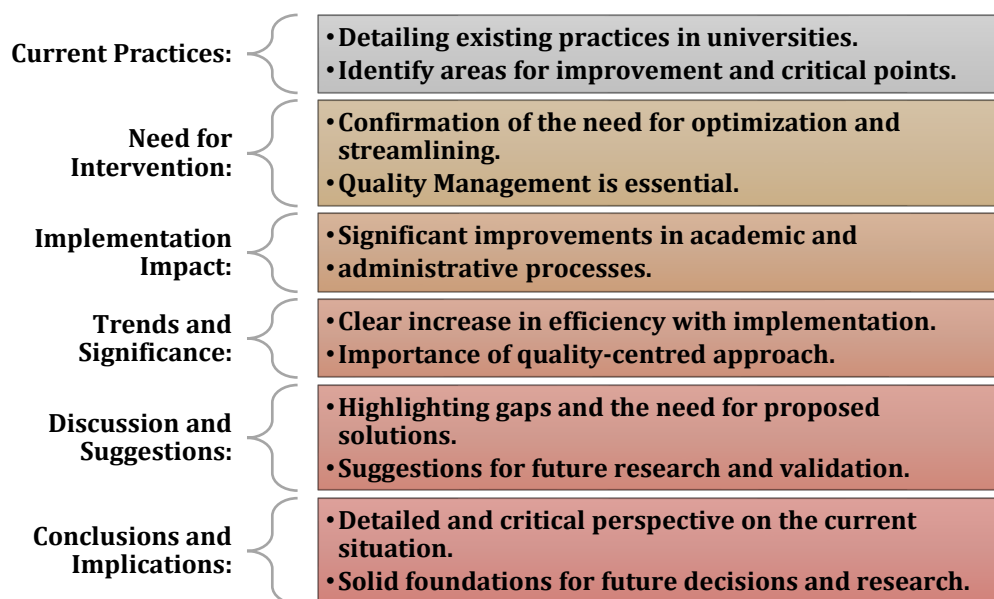 Current Practices:
• Detailing existing practices in universities.
• Identify areas for improvement and critical points.
Need for
Intervention:
• Confirmation of the need for optimization and
streamlining.
• Quality Management is essential.
Implementation
Impact:
• Significant improvements in academic and
• administrative processes.
Trends and
Significance:
• Clear increase in efficiency with implementation.
• Importance of quality-centred approach.
Discussion and
Suggestions:
• Highlighting gaps and the need for proposed
solutions.
• Suggestions for future research and validation.
Conclusions and
Implications:
• Detailed and critical perspective on the current
situation.
• Solid foundations for future decisions and research.